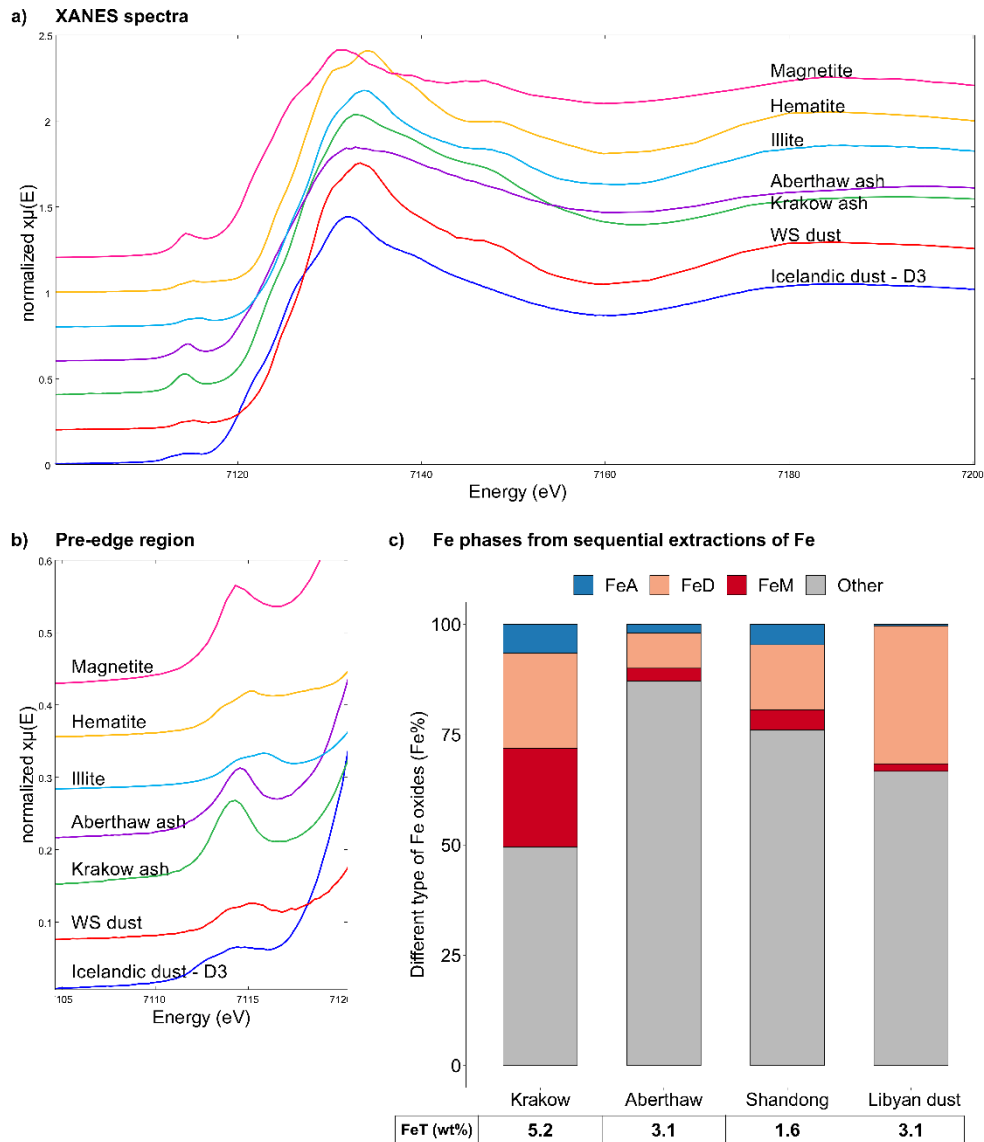 a) XANES spectra
2.5
2
1.5
1
0.5
0
normalized xμ(E)
Magnetite
Hematite
Illite
Aberthaw ash
Krakow ash
WS dust
Icelandic dust - D3
7120
7140
7160
7180
7200
Energy (eV)
b) Pre-edge region
0.6
0.5
0.4
0.3
0.2
0.1
normalized xμ(E)
Magnetite
Hematite
Illite
Aberthaw ash
Krakow ash
WS dust
Icelandic dust - D3
105
7110
7115
7120
Energy (eV)
c) Fe phases from sequential extractions of Fe
FeA FeD FeM Other
100
75
50
25
0
Different type of Fe oxides (Fe%)
Krakow Aberthaw Shandong Libyan dust
FeT (wt%) 5.2 3.1 1.6 3.1